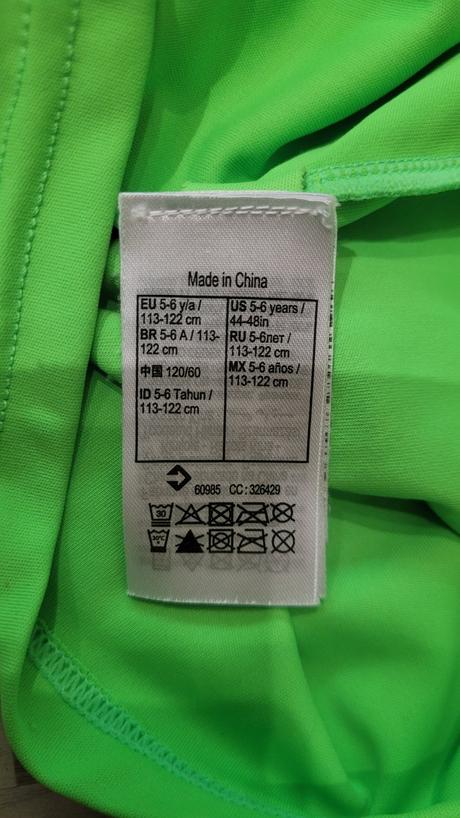 Made in China
EU 5-6 y/a /
113-122 cm
BR 5-6 A / 113-
122 cm
中国 120/60
ID 5-6 Tahun /
113-122 cm
US 5-6 years /
44-48in
RU 5-6лет /
113-122 cm
MX 5-6 años /
113-122 cm
60985 CC: 326429
30
30°C